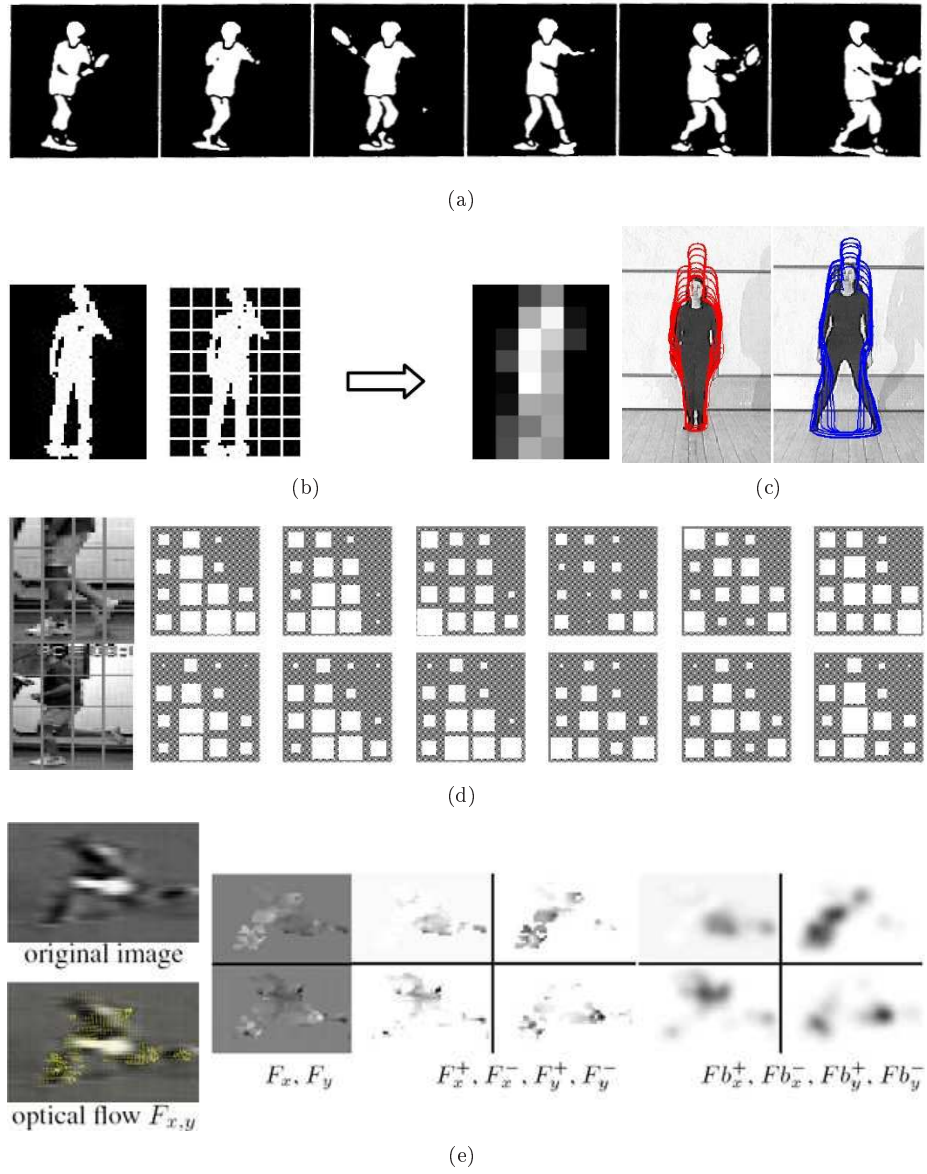 (a)
(b)
(c)
(d)
original image
optical flow $F_{x,y}$
$F_x, F_y$
$F_x^+, F_x^-, F_y^+, F_y^-$
$Fb_x^+, Fb_x^-, Fb_y^+, Fb_y^-$
(e)